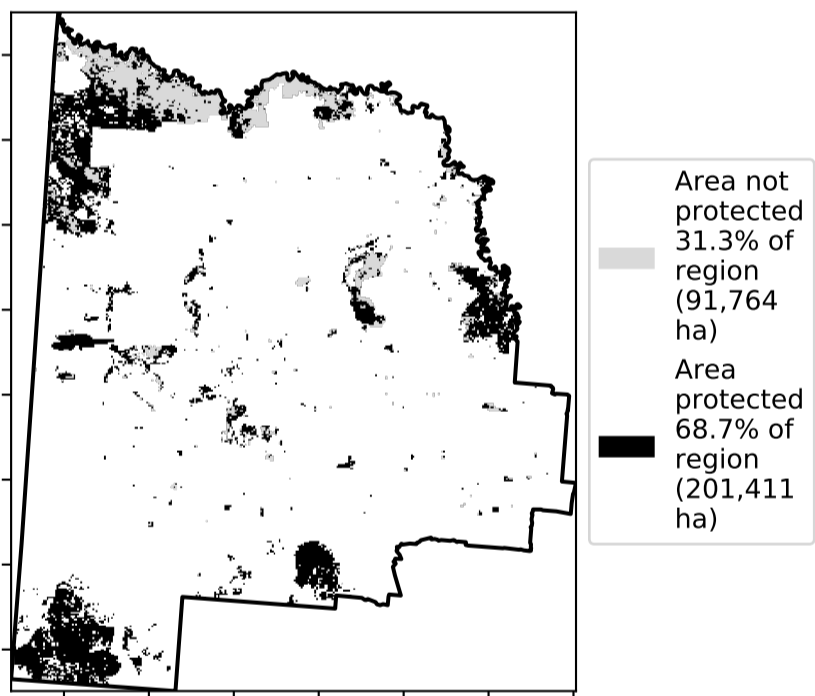 Area not
protected
31.3% of
region
(91,764
ha)
Area
protected
68.7% of
region
(201,411
ha)